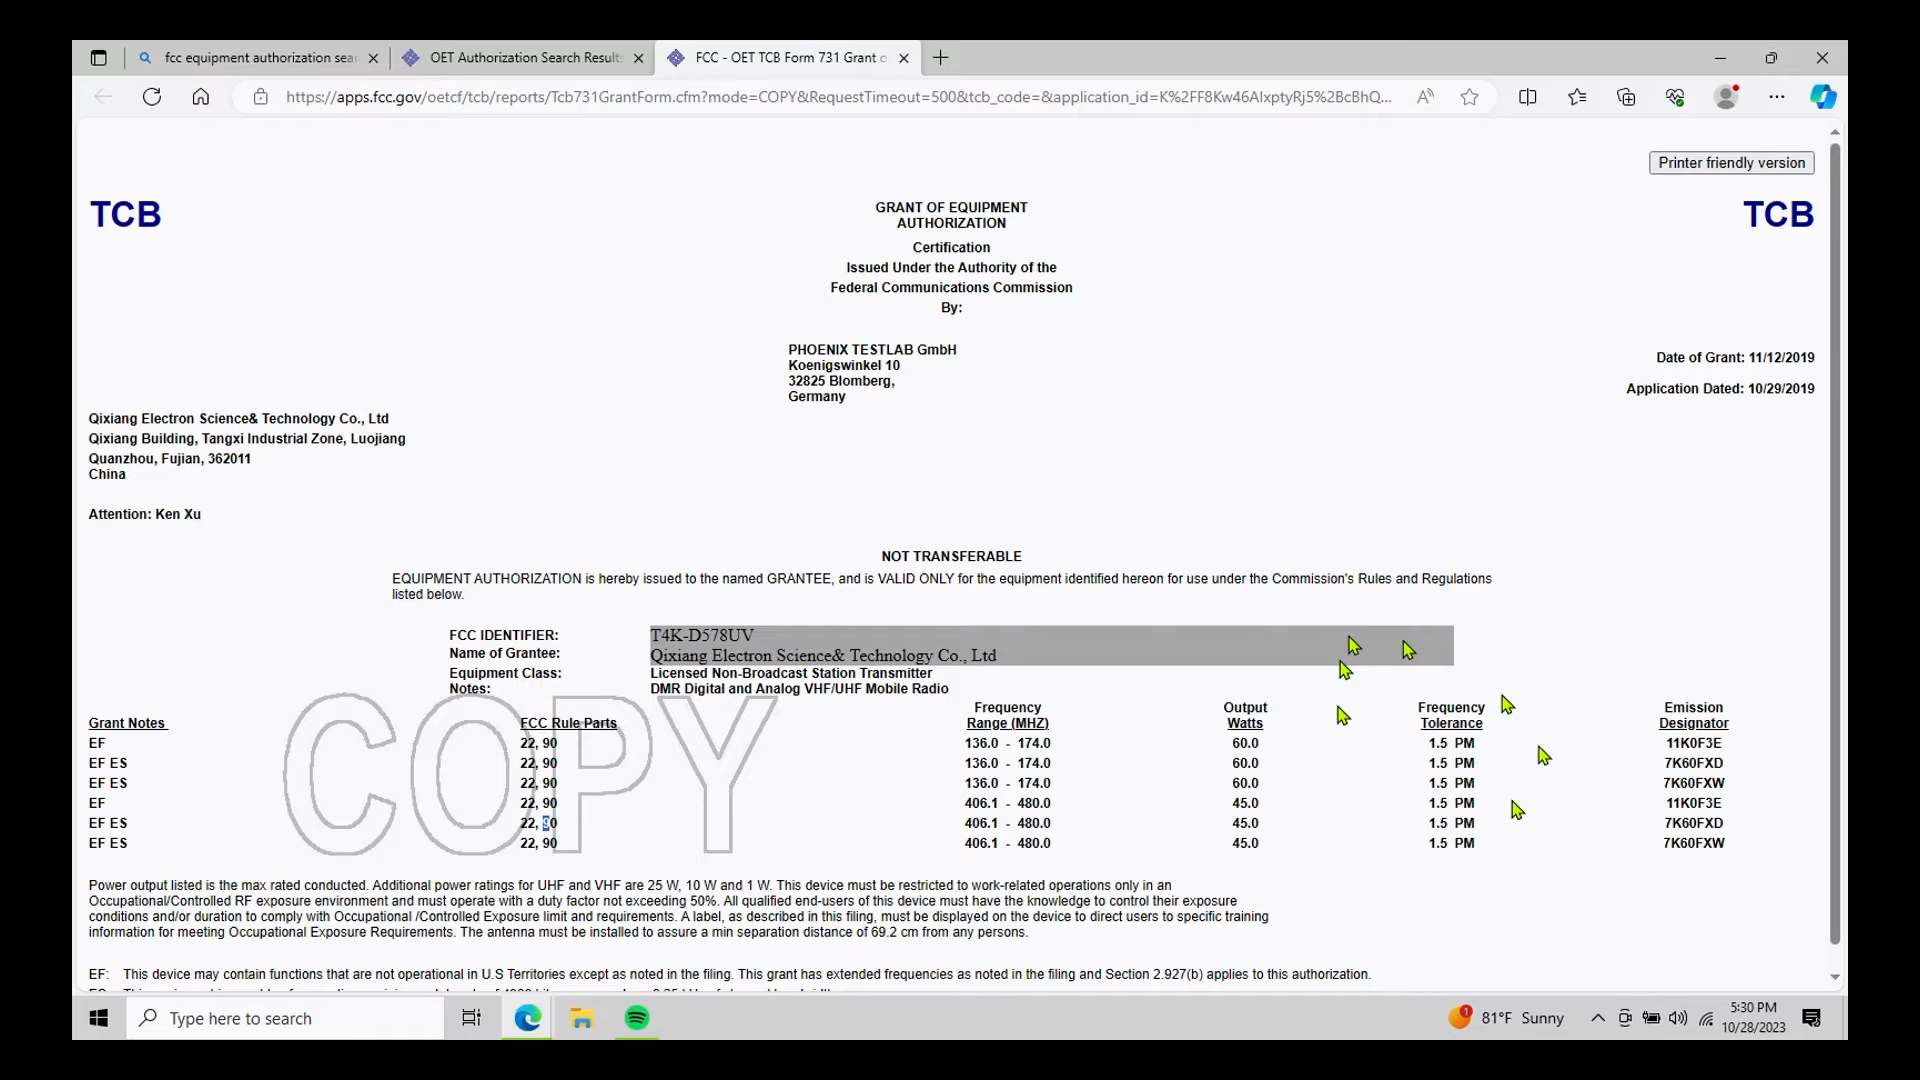 fcc equipment authorization sear
OET Authorization Search Results
FCC - OET TCB Form 731 Grant o
https://apps.fcc.gov/oetcf/tcb/reports/Tcb731GrantForm.cfm?mode=COPY&RequestTimeout=500&tcb_code=&application_id=K%2FF8Kw46AIxptyRj5%2BcBhQ...
Printer friendly version
TCB
GRANT OF EQUIPMENT
AUTHORIZATION
TCB
Certification
Issued Under the Authority of the
Federal Communications Commission
By:
PHOENIX TESTLAB GmbH
Koenigswinkel 10
32825 Blomberg,
Germany
Date of Grant: 11/12/2019
Application Dated: 10/29/2019
Qixiang Electron Science& Technology Co., Ltd
Qixiang Building, Tangxi Industrial Zone, Luojiang
Quanzhou, Fujian, 362011
China
Attention: Ken Xu
NOT TRANSFERABLE
EQUIPMENT AUTHORIZATION is hereby issued to the named GRANTEE, and is VALID ONLY for the equipment identified hereon for use under the Commission's Rules and Regulations
listed below.
FCC IDENTIFIER: T4K-D578UV
Name of Grantee: Qixiang Electron Science& Technology Co., Ltd
Equipment Class: Licensed Non-Broadcast Station Transmitter
Notes: DMR Digital and Analog VHF/UHF Mobile Radio
COPY
Grant Notes FCC Rule Parts Frequency Range (MHZ) Output Watts Frequency Tolerance Emission Designator
EF 22, 90 136.0 - 174.0 60.0 1.5 PM 11K0F3E
EF ES 22, 90 136.0 - 174.0 60.0 1.5 PM 7K60FXD
EF ES 22, 90 136.0 - 174.0 60.0 1.5 PM 7K60FXW
EF 22, 90 406.1 - 480.0 45.0 1.5 PM 11K0F3E
EF ES 22, 90 406.1 - 480.0 45.0 1.5 PM 7K60FXD
EF ES 22, 90 406.1 - 480.0 45.0 1.5 PM 7K60FXW
Power output listed is the max rated conducted. Additional power ratings for UHF and VHF are 25 W, 10 W and 1 W. This device must be restricted to work-related operations only in an
Occupational/Controlled RF exposure environment and must operate with a duty factor not exceeding 50%. All qualified end-users of this device must have the knowledge to control their exposure
conditions and/or duration to comply with Occupational /Controlled Exposure limit and requirements. A label, as described in this filing, must be displayed on the device to direct users to specific training
information for meeting Occupational Exposure Requirements. The antenna must be installed to assure a min separation distance of 69.2 cm from any persons.
EF: This device may contain functions that are not operational in U.S Territories except as noted in the filing. This grant has extended frequencies as noted in the filing and Section 2.927(b) applies to this authorization.
Type here to search
1
81°F Sunny
5:30 PM
10/28/2023